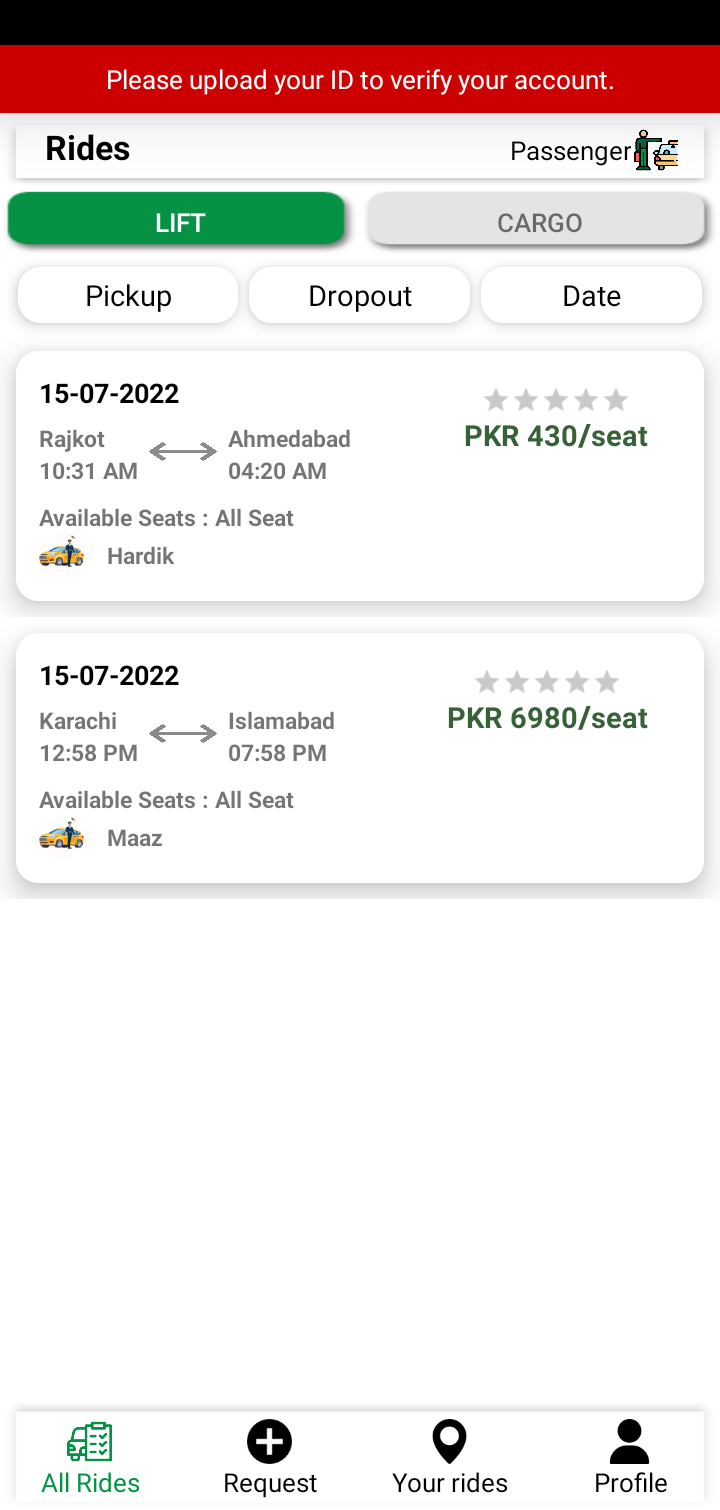 Please upload your ID to verify your account.
Rides
Passenger
LIFT
CARGO
Pickup
Dropout
Date
15-07-2022
PKR 430/seat
Rajkot
Ahmedabad
10:31 AM
04:20 AM
Available Seats : All Seat
Hardik
15-07-2022
PKR 6980/seat
Karachi
Islamabad
12:58 PM
07:58 PM
Available Seats : All Seat
Maaz
All Rides
Request
Your rides
Profile